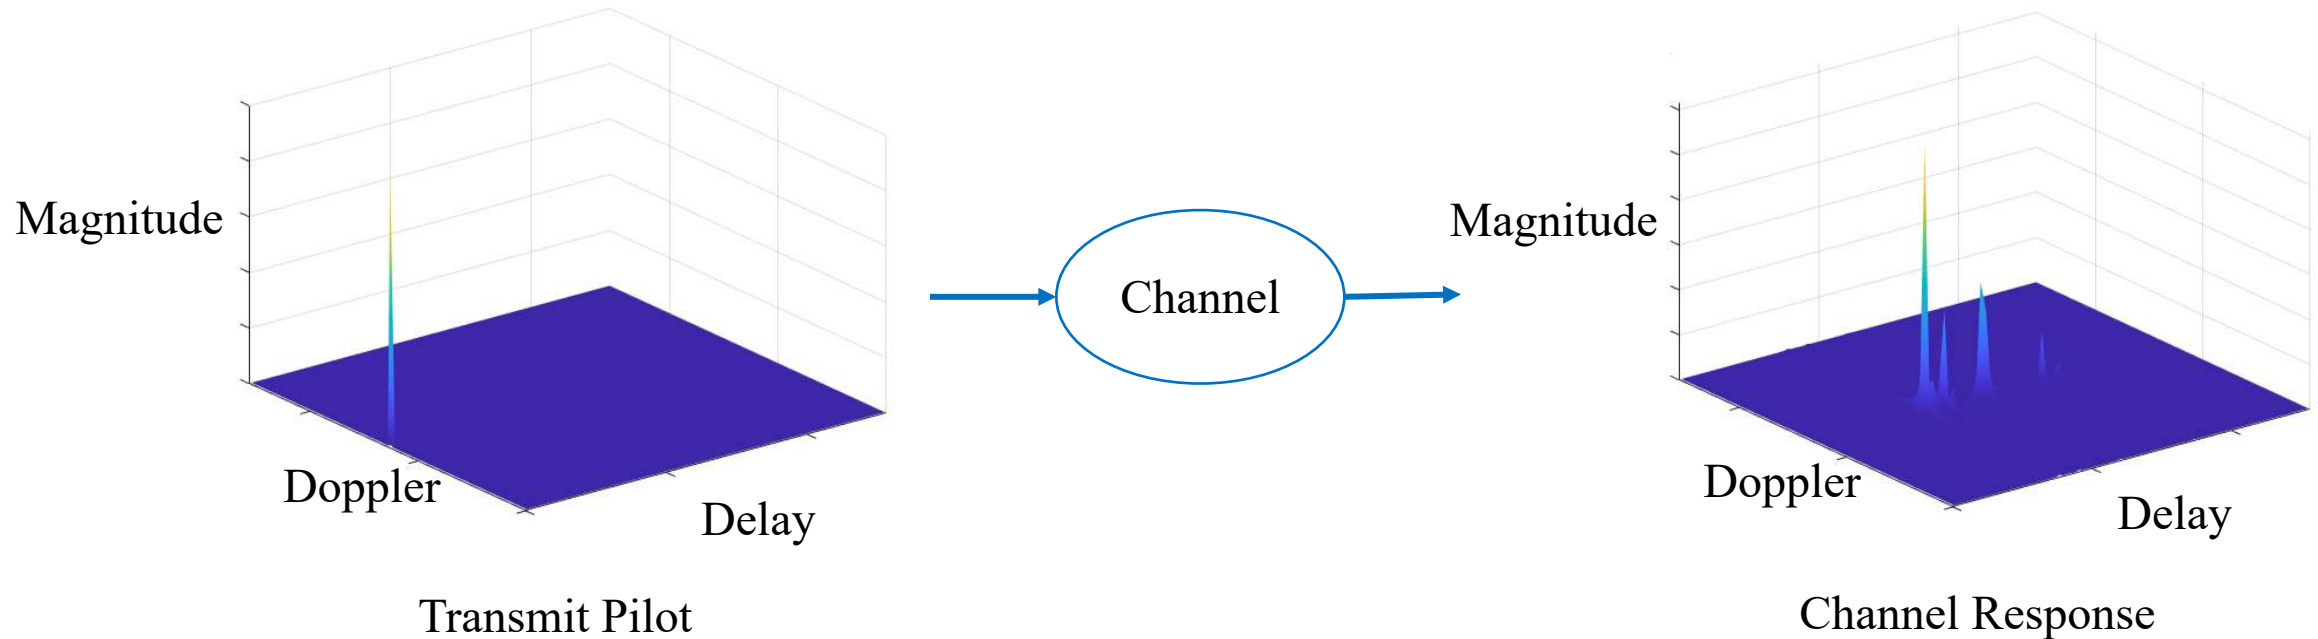 Magnitude
Doppler
Delay
Transmit Pilot
Channel
Magnitude
Doppler
Delay
Channel Response